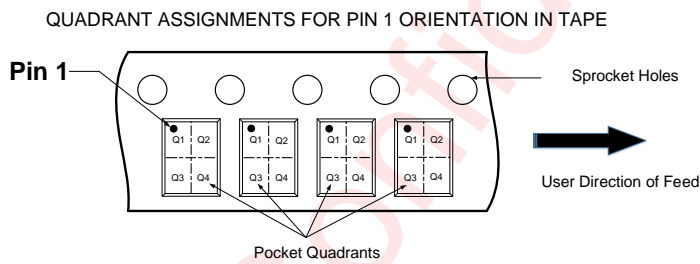 QUADRANT ASSIGNMENTS FOR PIN 1 ORIENTATION IN TAPE
Pin 1
Sprocket Holes
Q1 Q2 Q1 Q2 Q1 Q2 Q1 Q2
Q3 Q4 Q3 Q4 Q3 Q4 Q3 Q4
User Direction of Feed
Pocket Quadrants